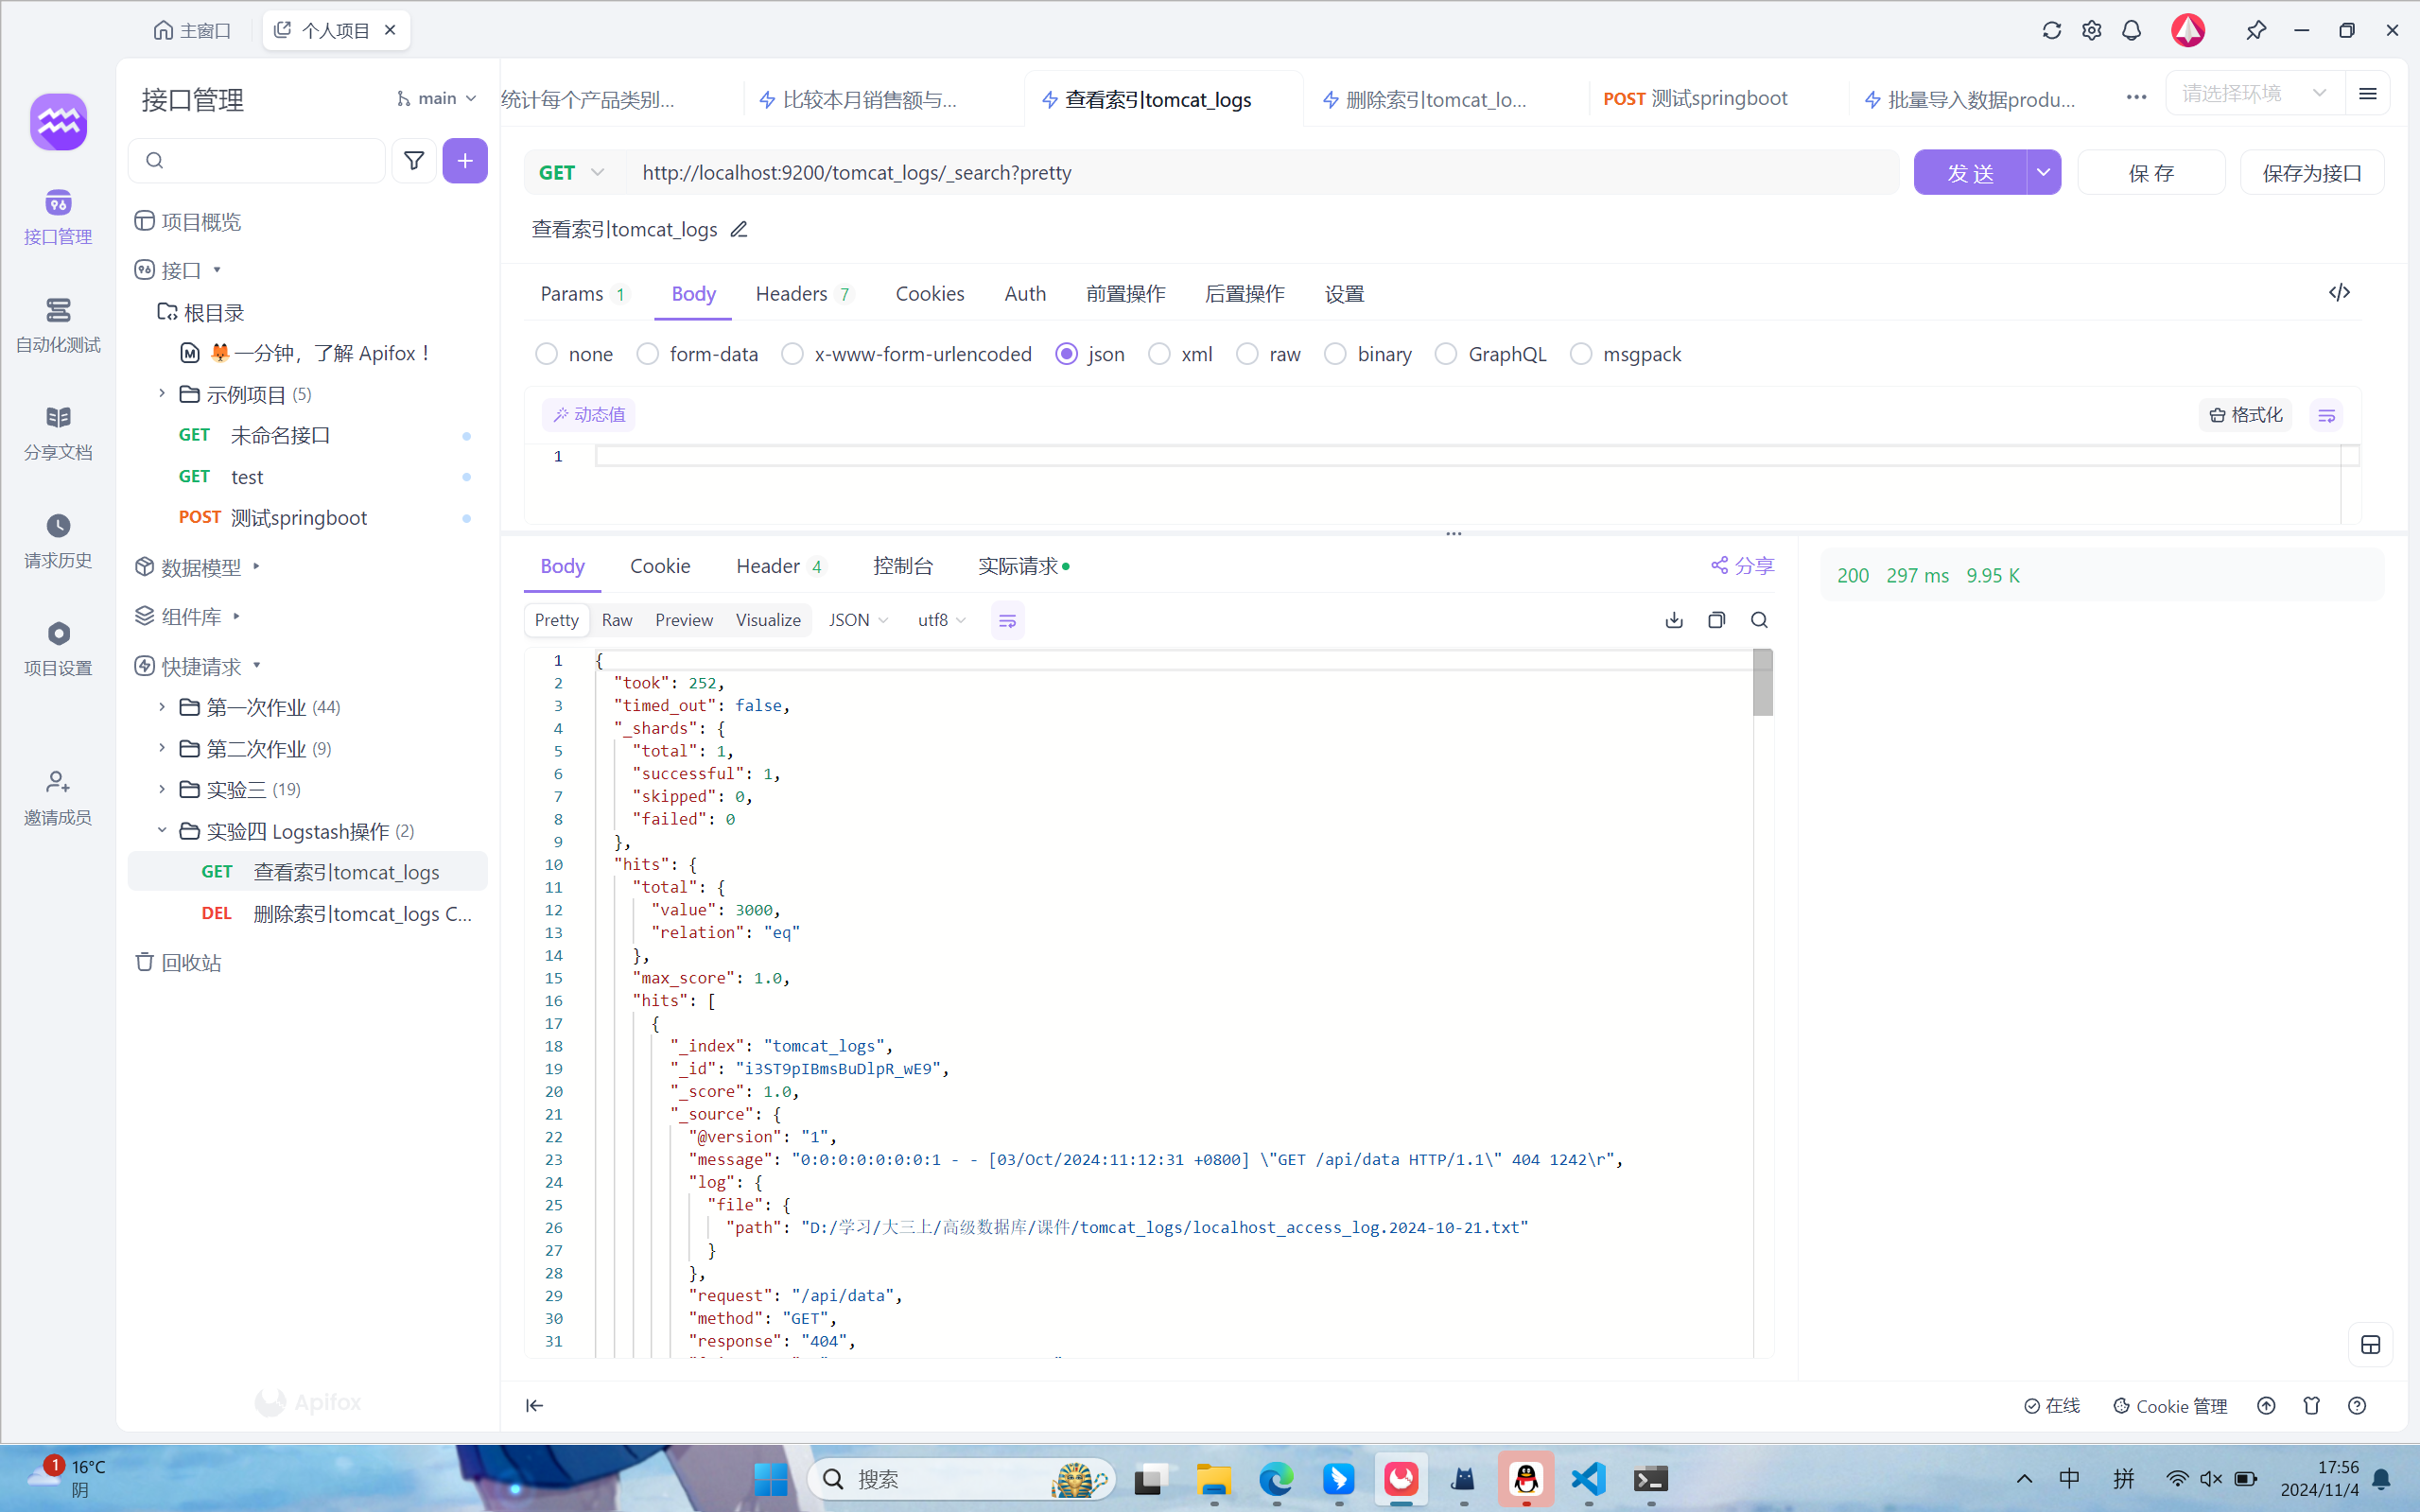 主窗口
个人项目
接口管理
main
统计每个产品类别...
比较本月销售额与...
查看索引tomcat_logs
删除索引tomcat_lo...
POST 测试springboot
批量导入数据produ...
请选择环境
GET
http://localhost:9200/tomcat_logs/_search?pretty
发 送
保 存
保存为接口
查看索引tomcat_logs
接口管理
自动化测试
分享文档
请求历史
项目设置
邀请成员
项目概览
接口
根目录
一分钟，了解 Apifox！
示例项目 (5)
GET 未命名接口
GET test
POST 测试springboot
数据模型
组件库
快捷请求
第一次作业 (44)
第二次作业 (9)
实验三 (19)
实验四 Logstash操作 (2)
GET 查看索引tomcat_logs
DEL 删除索引tomcat_logs C...
回收站
Apifox
Params 1
Body
Headers 7
Cookies
Auth
前置操作
后置操作
设置
none
form-data
x-www-form-urlencoded
json
xml
raw
binary
GraphQL
msgpack
动态值
格式化
1
Body
Cookie
Header 4
控制台
实际请求
分享
200 297 ms 9.95 K
Pretty
Raw
Preview
Visualize
JSON
utf8
1 {
2 "took": 252,
3 "timed_out": false,
4 "_shards": {
5 "total": 1,
6 "successful": 1,
7 "skipped": 0,
8 "failed": 0
9 },
10 "hits": {
11 "total": {
12 "value": 3000,
13 "relation": "eq"
14 },
15 "max_score": 1.0,
16 "hits": [
17 {
18 "_index": "tomcat_logs",
19 "_id": "i3ST9pIBmsBuDlpR_wE9",
20 "_score": 1.0,
21 "_source": {
22 "@version": "1",
23 "message": "0:0:0:0:0:0:0:1 - - [03/Oct/2024:11:12:31 +0800] \"GET /api/data HTTP/1.1\" 404 1242\r",
24 "log": {
25 "file": {
26 "path": "D:/学习/大三上/高级数据库/课件/tomcat_logs/localhost_access_log.2024-10-21.txt"
27 }
28 },
29 "request": "/api/data",
30 "method": "GET",
31 "response": "404",
在线
Cookie 管理
1
16°C
阴
搜索
中
拼
17:56
2024/11/4